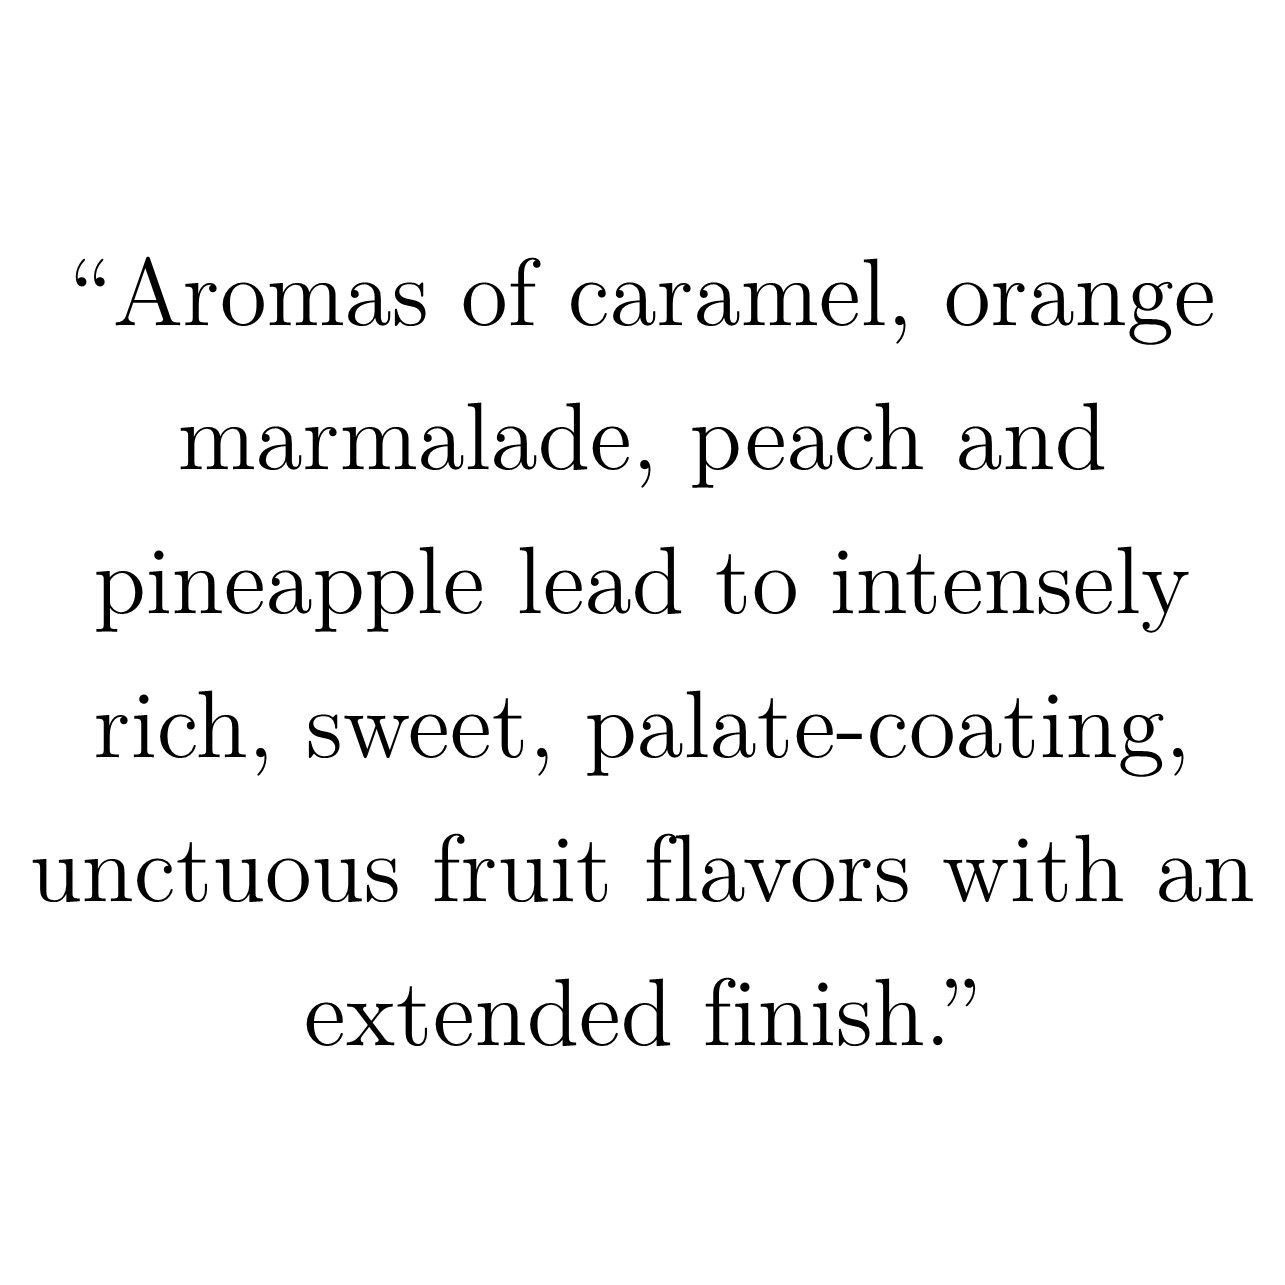 “Aromas of caramel, orange
marmalade, peach and
pineapple lead to intensely
rich, sweet, palate-coating,
unctuous fruit flavors with an
extended finish.”